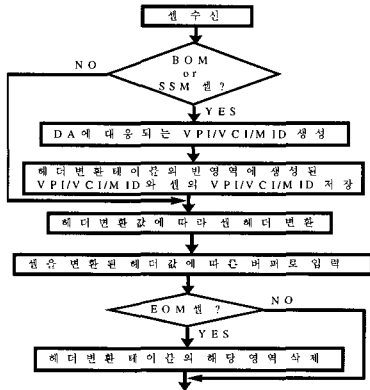 셀 수 신
NO
BOM
or
SSM 셀 ?
YES
DA에 대응되는 VPI/VCI/MID 생성
헤더변환 테이블의 빈영역에 생성된
VPI/VCI/MID와 셀의 VPI/VCI/MID 저장
헤더변환값에 따라 셀 헤더 변환
셀을 변환된 헤더값에 따른 버퍼로 입력
EOM 셀 ?
NO
YES
헤더변환 테이블의 해당 영역 삭제